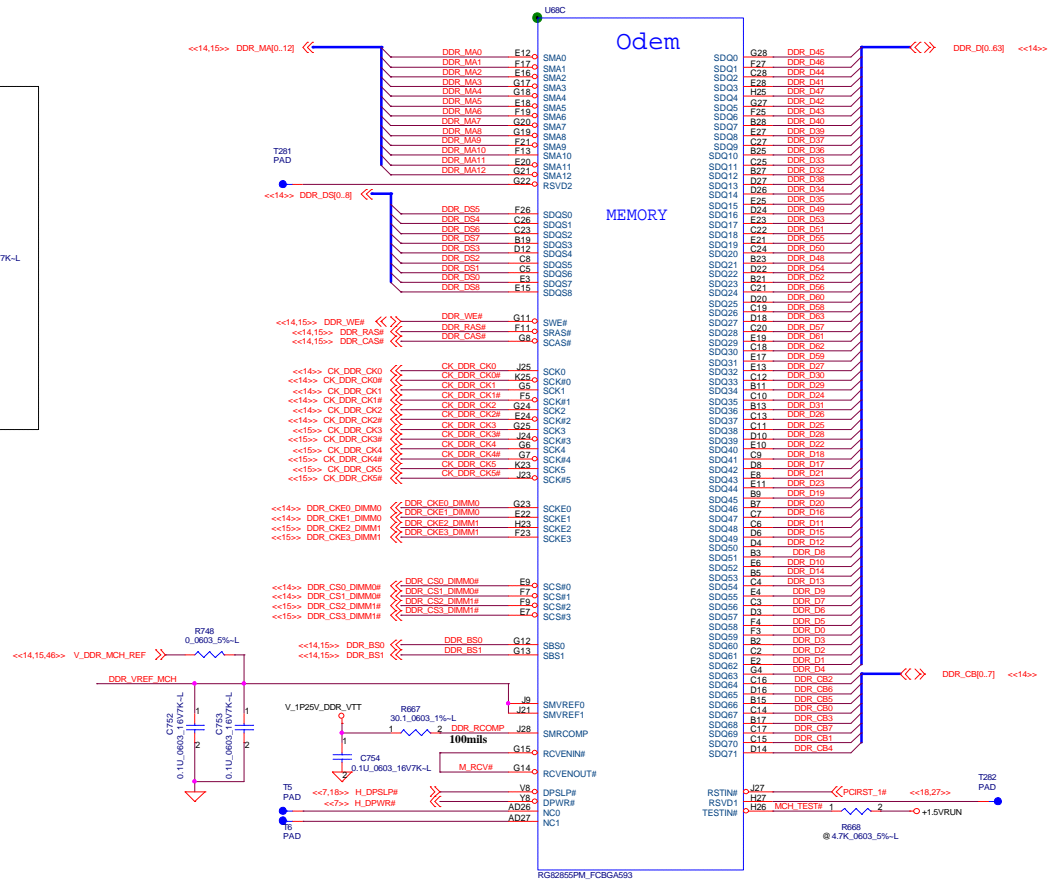 U68C
Odem
MEMORY
<<14,15>> DDR_MA[0..12]
DDR_MA0 E12 SMA0
DDR_MA1 F17 SMA1
DDR_MA2 E16 SMA2
DDR_MA3 G17 SMA3
DDR_MA4 G18 SMA4
DDR_MA5 E18 SMA5
DDR_MA6 F19 SMA6
DDR_MA7 G20 SMA7
DDR_MA8 G19 SMA8
DDR_MA9 F21 SMA9
DDR_MA10 F13 SMA10
DDR_MA11 E20 SMA11
DDR_MA12 G21 SMA12
T281
PAD
G22 RSVD2
<<14>> DDR_DS[0..8]
DDR_DS5 F26 SDQS0
DDR_DS4 C26 SDQS1
DDR_DS6 C23 SDQS2
DDR_DS7 B19 SDQS3
DDR_DS3 D12 SDQS4
DDR_DS2 C8 SDQS5
DDR_DS1 C5 SDQS6
DDR_DS0 E3 SDQS7
DDR_DS8 E15 SDQS8
7K~L
<<14,15>> DDR_WE# DDR_WE# G11 SWE#
<<14,15>> DDR_RAS# DDR_RAS# F11 SRAS#
<<14,15>> DDR_CAS# DDR_CAS# G8 SCAS#
<<14>> CK_DDR_CK0 CK_DDR_CK0 J25 SCK0
<<14>> CK_DDR_CK0# CK_DDR_CK0# K25 SCK#0
<<14>> CK_DDR_CK1 CK_DDR_CK1 G5 SCK1
<<14>> CK_DDR_CK1# CK_DDR_CK1# F5 SCK#1
<<14>> CK_DDR_CK2 CK_DDR_CK2 G24 SCK2
<<14>> CK_DDR_CK2# CK_DDR_CK2# E24 SCK#2
<<15>> CK_DDR_CK3 CK_DDR_CK3 G25 SCK3
<<15>> CK_DDR_CK3# CK_DDR_CK3# J24 SCK#3
<<15>> CK_DDR_CK4 CK_DDR_CK4 G6 SCK4
<<15>> CK_DDR_CK4# CK_DDR_CK4# G7 SCK#4
<<15>> CK_DDR_CK5 CK_DDR_CK5 K23 SCK5
<<15>> CK_DDR_CK5# CK_DDR_CK5# J23 SCK#5
<<14>> DDR_CKE0_DIMM0 DDR_CKE0_DIMM0 G23 SCKE0
<<14>> DDR_CKE1_DIMM0 DDR_CKE1_DIMM0 E22 SCKE1
<<15>> DDR_CKE2_DIMM1 DDR_CKE2_DIMM1 H23 SCKE2
<<15>> DDR_CKE3_DIMM1 DDR_CKE3_DIMM1 F23 SCKE3
<<14>> DDR_CS0_DIMM0# DDR_CS0_DIMM0# E9 SCS#0
<<14>> DDR_CS1_DIMM0# DDR_CS1_DIMM0# F7 SCS#1
<<15>> DDR_CS2_DIMM1# DDR_CS2_DIMM1# F9 SCS#2
<<15>> DDR_CS3_DIMM1# DDR_CS3_DIMM1# E7 SCS#3
<<14,15>> DDR_BS0 DDR_BS0 G12 SBS0
<<14,15>> DDR_BS1 DDR_BS1 G13 SBS1
R748
0_0603_5%~L
<<14,15,46>> V_DDR_MCH_REF
DDR_VREF_MCH
J9 SMVREF0
J21 SMVREF1
1
2
C752
0.1U_0603_16V7K~L
1
2
C753
0.1U_0603_16V7K~L
V_1P25V_DDR_VTT
R667
30.1_0603_1%~L
1 2 DDR_RCOMP J28 SMRCOMP
100mils
1
2
C754
0.1U_0603_16V7K~L
G15 RCVENIN#
M_RCV# G14 RCVENOUT#
<<7,18>> H_DPSLP# V8 DPSLP#
<<7>> H_DPWR# Y8 DPWR#
T5
PAD
AD26 NC0
AD27 NC1
T6
PAD
DDR_D[0..63] <<14>>
SDQ0 G28 DDR_D45
SDQ1 F27 DDR_D46
SDQ2 C28 DDR_D44
SDQ3 E28 DDR_D41
SDQ4 H25 DDR_D47
SDQ5 G27 DDR_D42
SDQ6 F25 DDR_D43
SDQ7 B28 DDR_D40
SDQ8 E27 DDR_D39
SDQ9 C27 DDR_D37
SDQ10 B25 DDR_D36
SDQ11 C25 DDR_D33
SDQ12 B27 DDR_D32
SDQ13 D27 DDR_D38
SDQ14 D26 DDR_D34
SDQ15 E25 DDR_D35
SDQ16 D24 DDR_D49
SDQ17 E23 DDR_D53
SDQ18 C22 DDR_D51
SDQ19 E21 DDR_D55
SDQ20 C24 DDR_D50
SDQ21 B23 DDR_D48
SDQ22 D22 DDR_D54
SDQ23 B21 DDR_D52
SDQ24 C21 DDR_D56
SDQ25 D20 DDR_D60
SDQ26 C19 DDR_D58
SDQ27 D18 DDR_D63
SDQ28 C20 DDR_D57
SDQ29 E19 DDR_D61
SDQ30 C18 DDR_D62
SDQ31 E17 DDR_D59
SDQ32 E13 DDR_D27
SDQ33 C12 DDR_D30
SDQ34 B11 DDR_D29
SDQ35 C10 DDR_D24
SDQ36 B13 DDR_D31
SDQ37 C13 DDR_D26
SDQ38 C11 DDR_D25
SDQ39 D10 DDR_D28
SDQ40 E10 DDR_D22
SDQ41 C9 DDR_D18
SDQ42 D8 DDR_D17
SDQ43 E8 DDR_D21
SDQ44 E11 DDR_D23
SDQ45 B9 DDR_D19
SDQ46 B7 DDR_D20
SDQ47 C7 DDR_D16
SDQ48 C6 DDR_D11
SDQ49 D6 DDR_D15
SDQ50 D4 DDR_D12
SDQ51 B3 DDR_D8
SDQ52 E6 DDR_D10
SDQ53 B5 DDR_D14
SDQ54 C4 DDR_D13
SDQ55 E4 DDR_D9
SDQ56 C3 DDR_D7
SDQ57 D3 DDR_D6
SDQ58 F4 DDR_D5
SDQ59 F3 DDR_D0
SDQ60 B2 DDR_D3
SDQ61 C2 DDR_D2
SDQ62 E2 DDR_D1
SDQ63 G4 DDR_D4
DDR_CB[0..7] <<14>>
SDQ64 C16 DDR_CB2
SDQ65 D16 DDR_CB6
SDQ66 B15 DDR_CB5
SDQ67 C14 DDR_CB0
SDQ68 B17 DDR_CB3
SDQ69 C17 DDR_CB7
SDQ70 C15 DDR_CB1
SDQ71 D14 DDR_CB4
T282
PAD
RSTIN# J27 PCIRST_1# <<18,27>>
RSVD1 H27
TESTIN# H26 MCH_TEST# 1 2 +1.5VRUN
R668
@ 4.7K_0603_5%~L
RG82855PM_FCBGA593